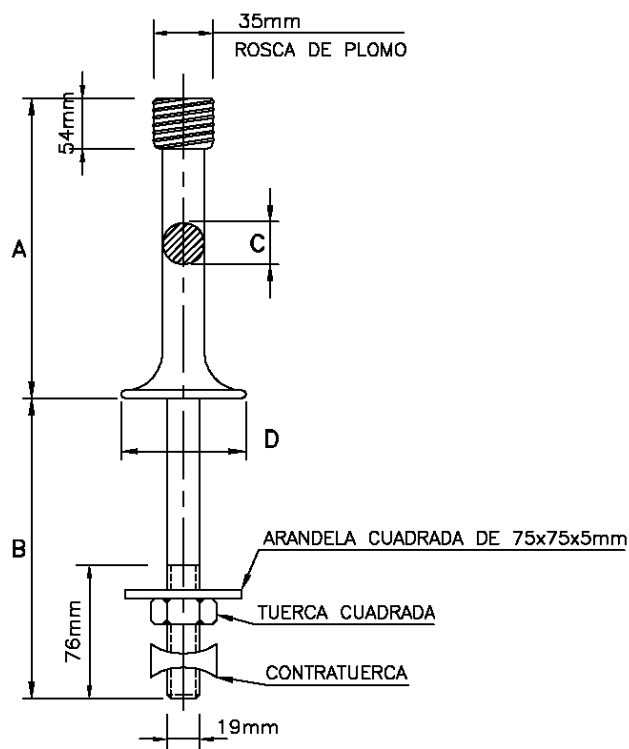 35mm
ROSCA DE PLOMO
54mm
A
C
D
B
ARANDELA CUADRADA DE 75x75x5mm
76mm
TUERCA CUADRADA
CONTRATUERCA
19mm